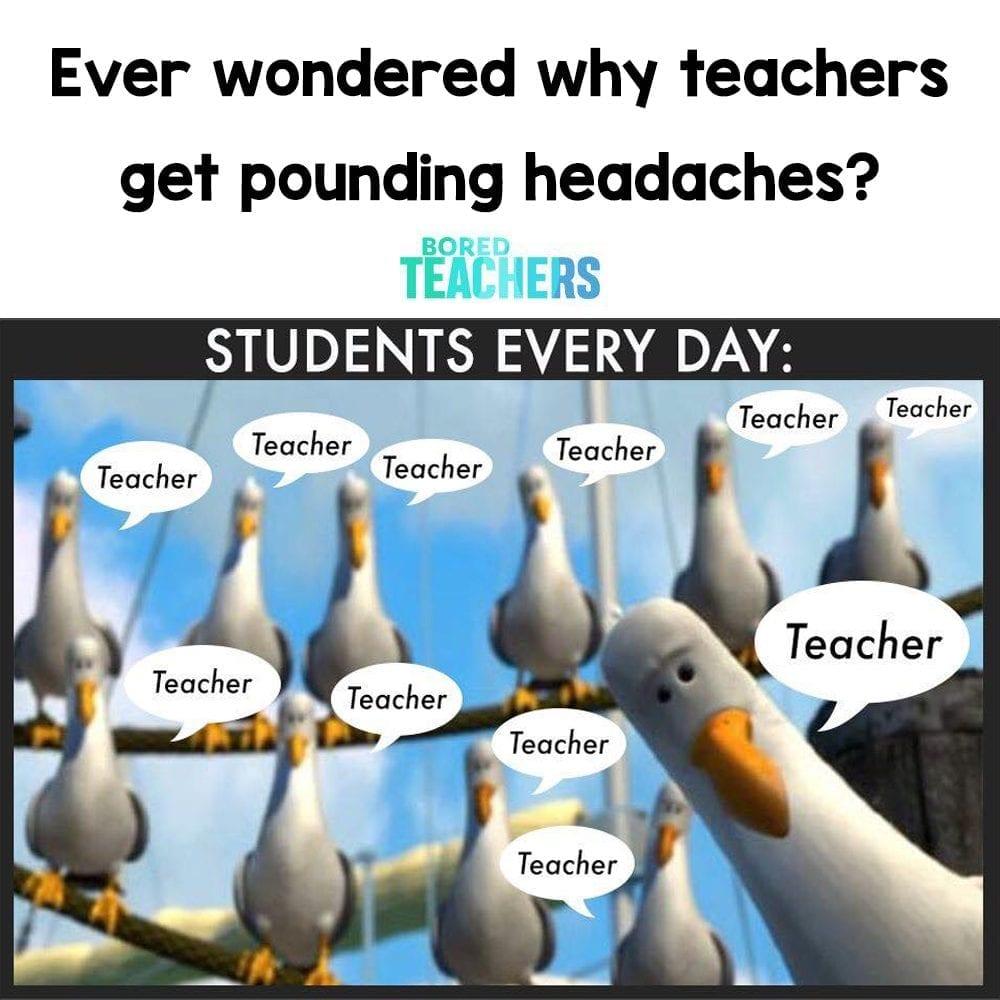 Ever wondered why teachers
get pounding headaches?
BORED
TEACHERS
STUDENTS EVERY DAY:
Teacher
Teacher
Teacher
Teacher
Teacher
Teacher
Teacher
Teacher
Teacher
Teacher
Teacher